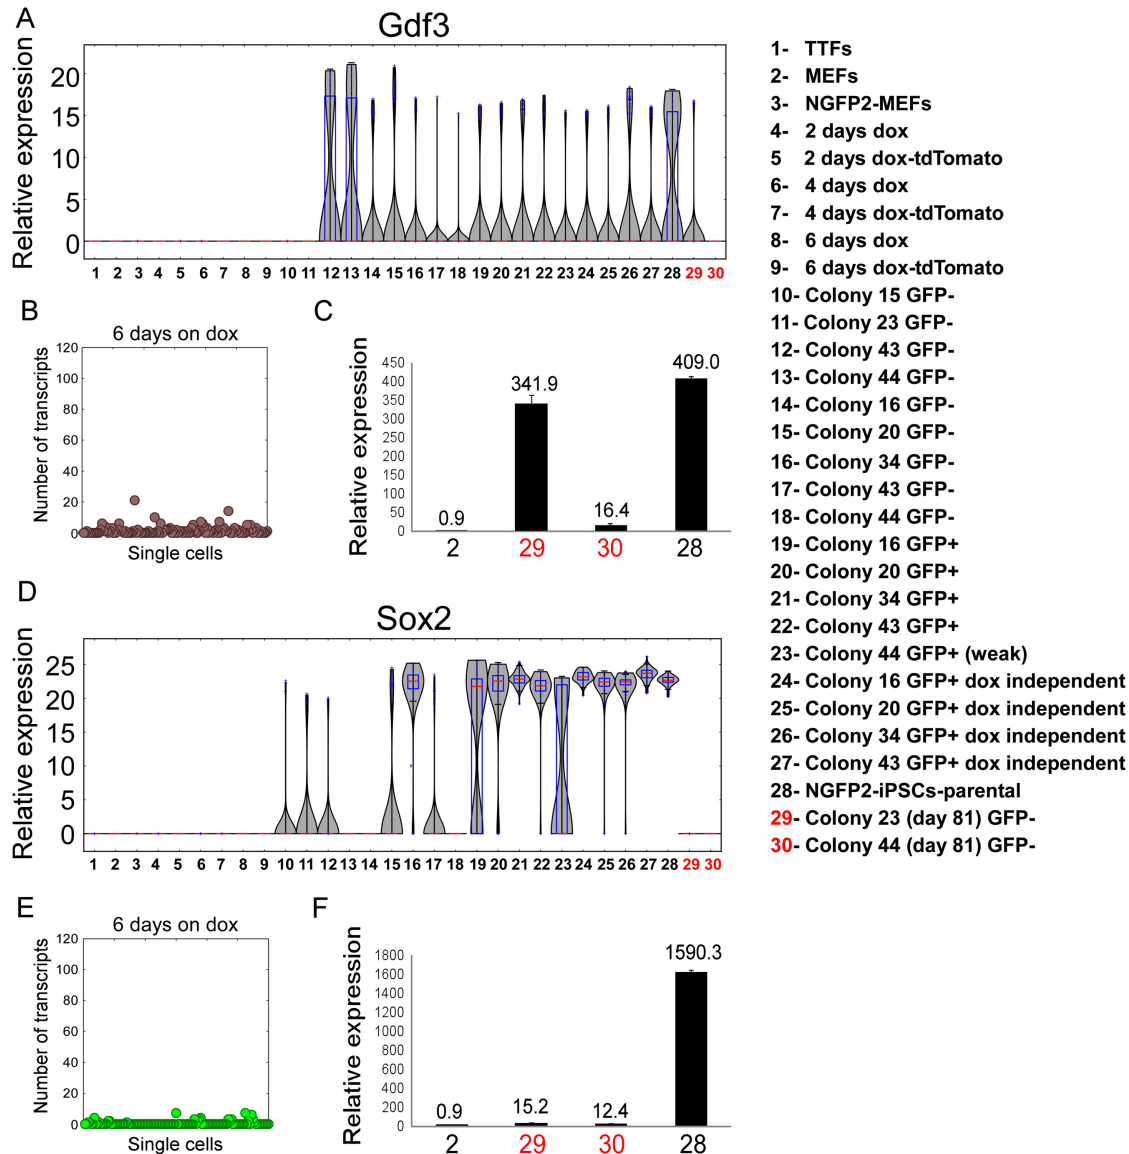 A
Gdf3
Relative expression
20
15
10
5
0
1 2 3 4 5 6 7 8 9 10 11 12 13 14 15 16 17 18 19 20 21 22 23 24 25 26 27 28 29 30
1- TTFs
2- MEFs
3- NGFP2-MEFs
4- 2 days dox
5 2 days dox-tdTomato
6- 4 days dox
7- 4 days dox-tdTomato
8- 6 days dox
9- 6 days dox-tdTomato
10- Colony 15 GFP-
11- Colony 23 GFP-
12- Colony 43 GFP-
13- Colony 44 GFP-
14- Colony 16 GFP-
15- Colony 20 GFP-
16- Colony 34 GFP-
17- Colony 43 GFP-
18- Colony 44 GFP-
19- Colony 16 GFP+
20- Colony 20 GFP+
21- Colony 34 GFP+
22- Colony 43 GFP+
23- Colony 44 GFP+ (weak)
24- Colony 16 GFP+ dox independent
25- Colony 20 GFP+ dox independent
26- Colony 34 GFP+ dox independent
27- Colony 43 GFP+ dox independent
28- NGFP2-iPSCs-parental
29- Colony 23 (day 81) GFP-
30- Colony 44 (day 81) GFP-
B
6 days on dox
Number of transcripts
120
100
80
60
40
20
0
Single cells
C
Relative expression
450
400
350
300
250
200
150
100
50
0
0.9
341.9
16.4
409.0
2 29 30 28
D
Sox2
Relative expression
25
20
15
10
5
0
1 2 3 4 5 6 7 8 9 10 11 12 13 14 15 16 17 18 19 20 21 22 23 24 25 26 27 28 29 30
E
6 days on dox
Number of transcripts
120
100
80
60
40
20
0
Single cells
F
Relative expression
1800
1600
1400
1200
1000
800
600
400
200
0
0.9
15.2
12.4
1590.3
2 29 30 28